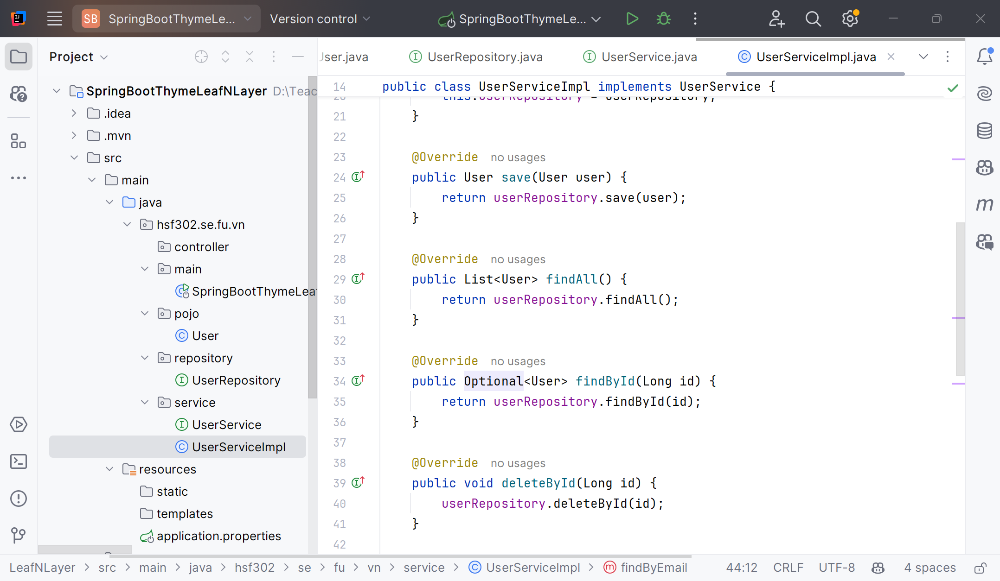 SB SpringBootThymeLe... Version control SpringBootThymeLe...
Project
User.java UserRepository.java UserService.java UserServiceImpl.java
SpringBootThymeLeafNLayer D:\Teac
.idea
.mvn
src
main
java
hsf302.se.fu.vn
controller
main
SpringBootThymeLeaf
pojo
User
repository
UserRepository
service
UserService
UserServiceImpl
resources
static
templates
application.properties
14 public class UserServiceImpl implements UserService {
20 this.userRepository = userRepository;
21 }
22
23 @Override no usages
24 public User save(User user) {
25 return userRepository.save(user);
26 }
27
28 @Override no usages
29 public List<User> findAll() {
30 return userRepository.findAll();
31 }
32
33 @Override no usages
34 public Optional<User> findById(Long id) {
35 return userRepository.findById(id);
36 }
37
38 @Override no usages
39 public void deleteById(Long id) {
40 userRepository.deleteById(id);
41 }
42
LeafNLayer > src > main > java > hsf302 > se > fu > vn > service > UserServiceImpl > findByEmail 44:12 CRLF UTF-8 4 spaces